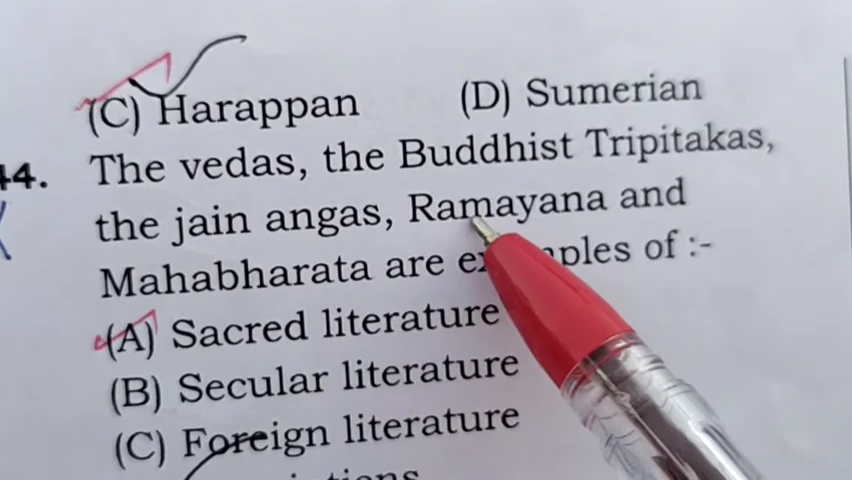 (C) Harappan (D) Sumerian
44. The vedas, the Buddhist Tripitakas,
the jain angas, Ramayana and
Mahabharata are of :-
(A) Sacred literature
(B) Secular literature
(C) Foreign literature